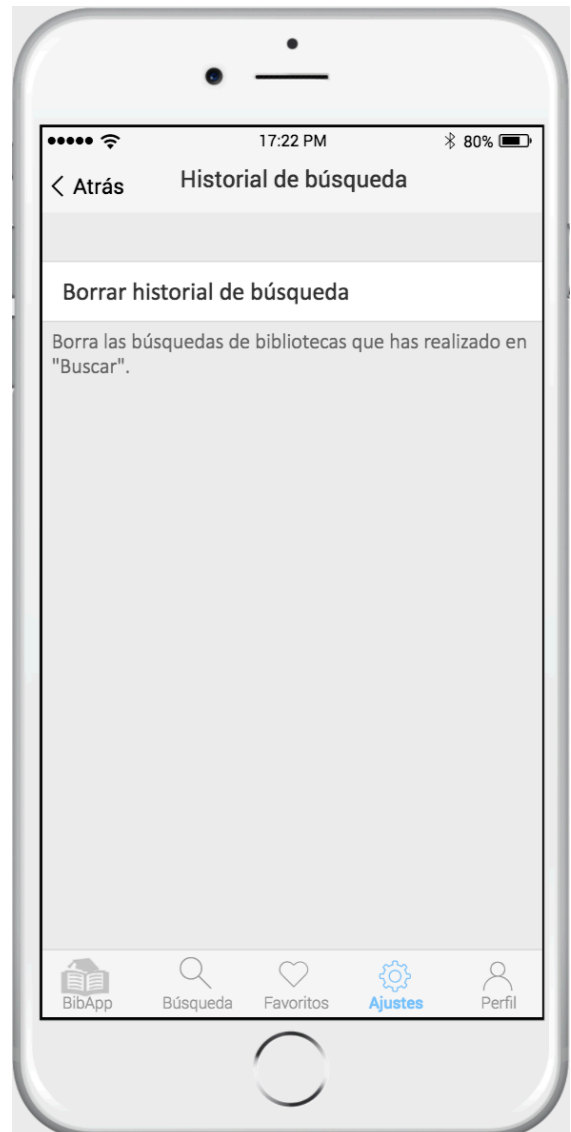 17:22 PM
80%
Atrás
Historial de búsqueda
Borrar historial de búsqueda
Borra las búsquedas de bibliotecas que has realizado en
"Buscar".
BibApp
Búsqueda
Favoritos
Ajustes
Perfil